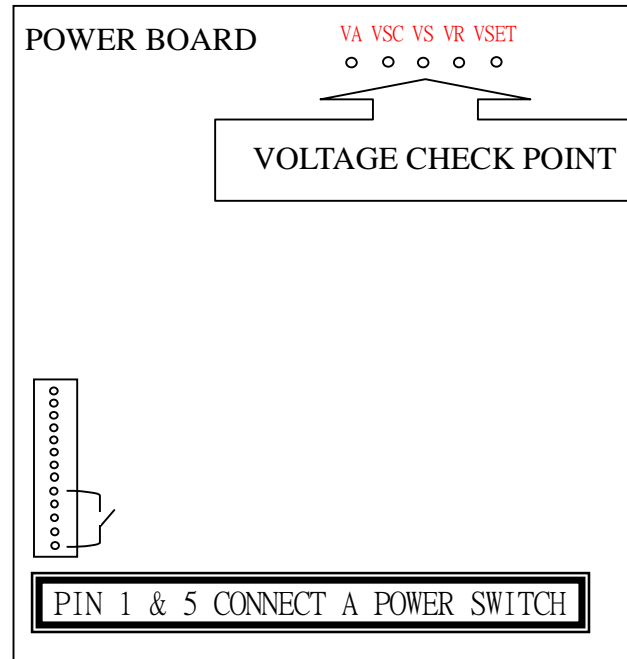 POWER BOARD
VA VSC VS VR VSET
VOLTAGE CHECK POINT
PIN 1 & 5 CONNECT A POWER SWITCH